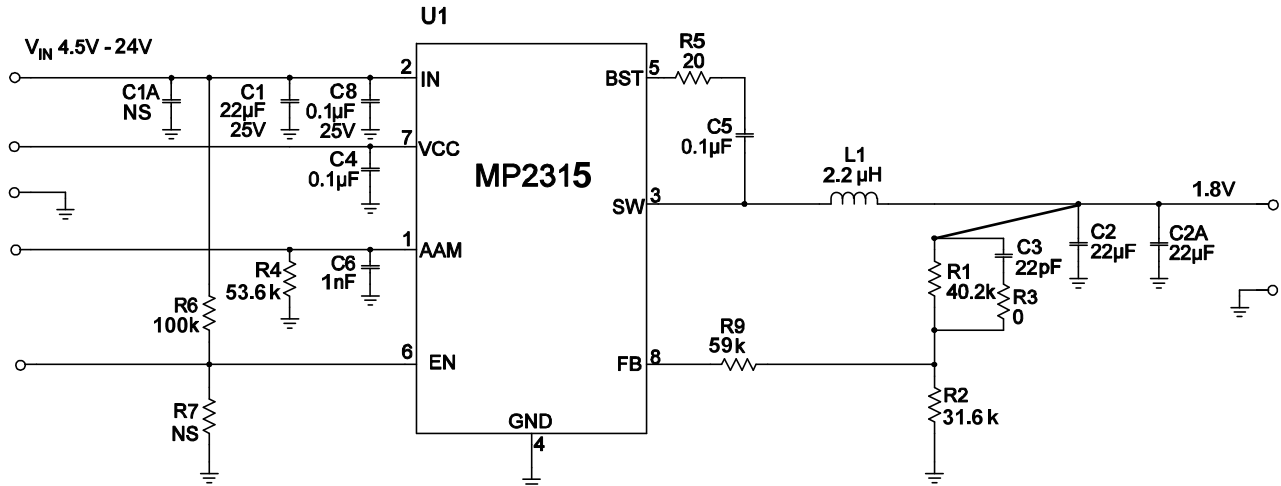 U1
V_IN 4.5V - 24V
C1A
NS
C1
22µF
25V
C8
0.1µF
25V
2
IN
7
VCC
C4
0.1µF
1
AAM
R4
53.6k
C6
1nF
R6
100k
6
EN
R7
NS
MP2315
GND
4
BST
5
R5
20
C5
0.1µF
SW
3
L1
2.2 µH
1.8V
C2
22µF
C2A
22µF
C3
22pF
R1
40.2k
R3
0
FB
8
R9
59k
R2
31.6 k